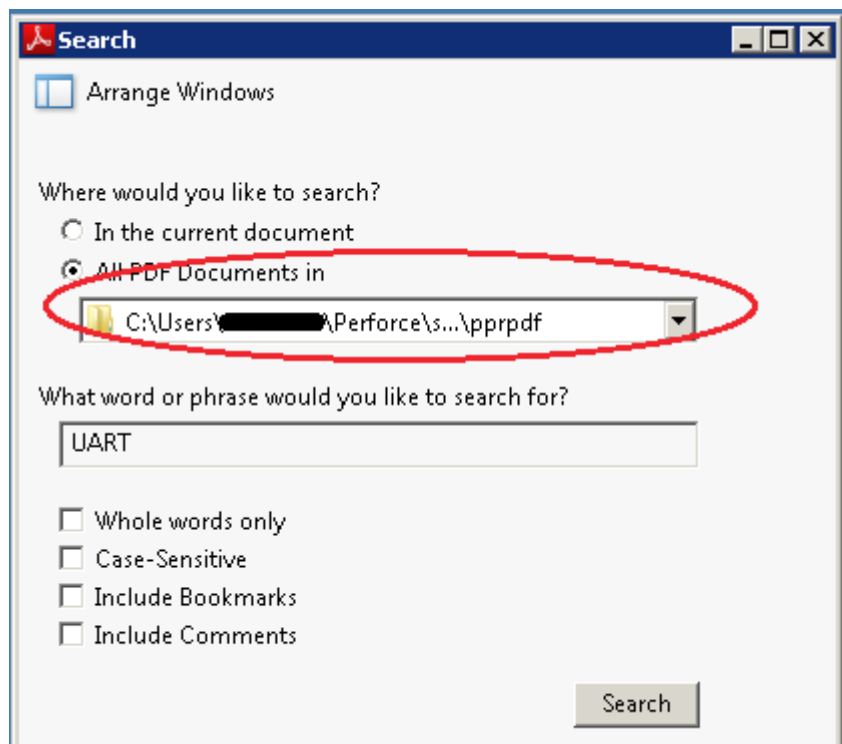 Search
Arrange Windows
Where would you like to search?
In the current document
All PDF Documents in
C:\Users\ \Perforce\s...\pprpdf
What word or phrase would you like to search for?
UART
Whole words only
Case-Sensitive
Include Bookmarks
Include Comments
Search